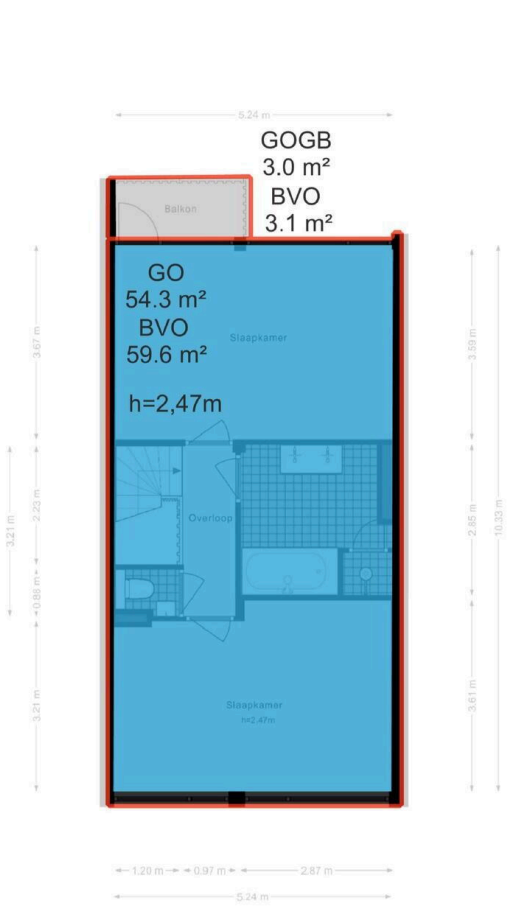 5.24 m
GOGB
3.0 m²
BVO
3.1 m²
Balkon
GO
54.3 m²
BVO
59.6 m²
h=2,47m
Slaapkamer
3.67 m
3.59 m
Overloop
2.23 m
3.21 m
0.88 m
2.85 m
10.33 m
Slaapkamer
h=2.47m
3.21 m
3.61 m
1.20 m
0.97 m
2.87 m
5.24 m